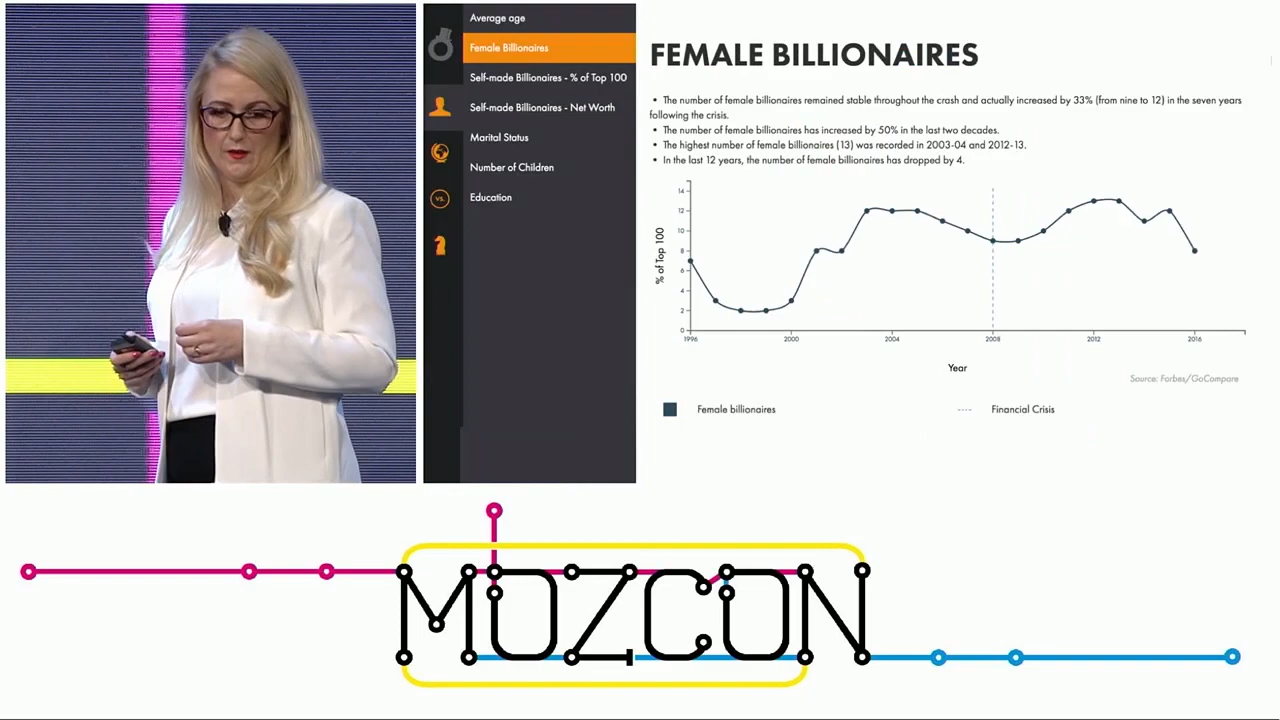 Average age
Female Billionaires
Self-made Billionaires - % of Top 100
Self-made Billionaires - Net Worth
Marital Status
Number of Children
VS.
Education
FEMALE BILLIONAIRES
• The number of female billionaires remained stable throughout the crash and actually increased by 33% (from nine to 12) in the seven years
following the crisis.
• The number of female billionaires has increased by 50% in the last two decades.
• The highest number of female billionaires (13) was recorded in 2003-04 and 2012-13.
• In the last 12 years, the number of female billionaires has dropped by 4.
% of Top 100
14
12
10
8
6
4
2
0
1996 2000 2004 2008 2012 2016
Year
Source: Forbes/GoCompare
Female billionaires Financial Crisis
MOZCON